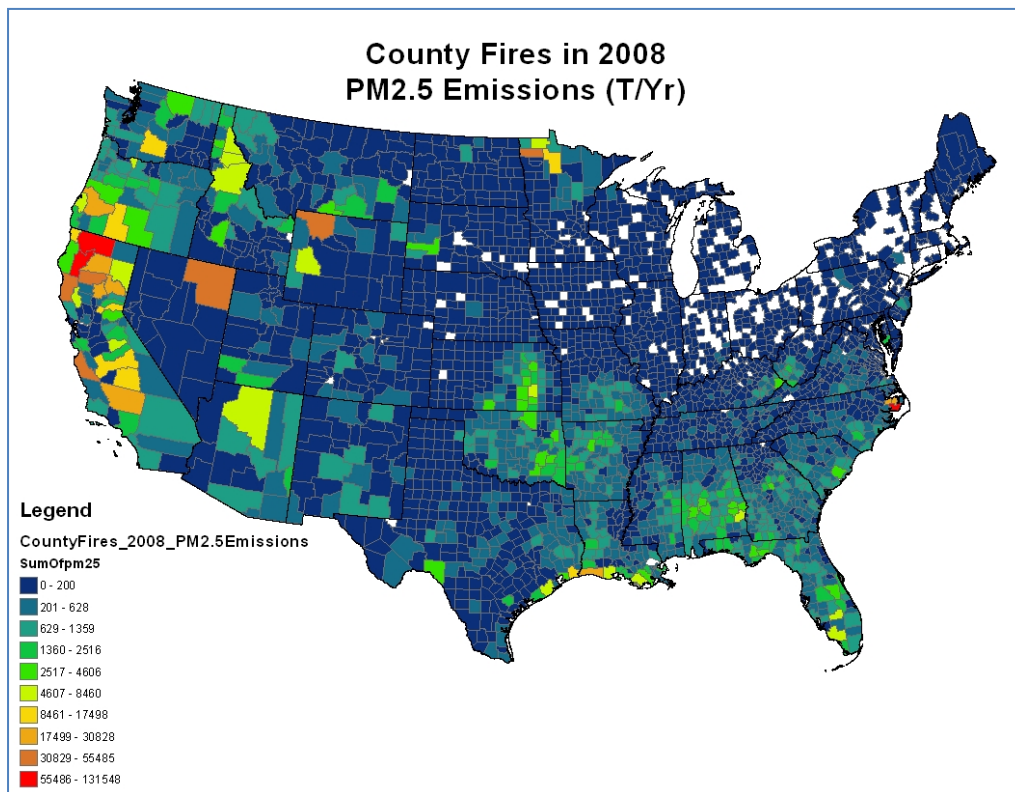 County Fires in 2008
PM2.5 Emissions (T/Yr)
Legend
CountyFires_2008_PM2.5Emissions
SumOfpm25
0 - 200
201 - 628
629 - 1359
1360 - 2516
2517 - 4606
4607 - 8460
8461 - 17498
17499 - 30828
30829 - 55485
55486 - 131548